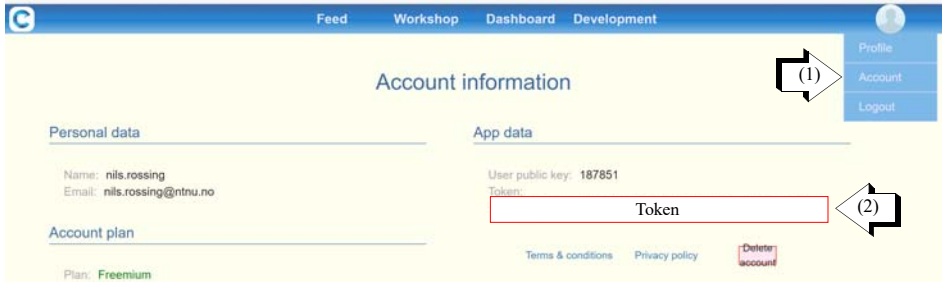 C
Feed Workshop Dashboard Development
Profile
(1)
Account
Logout
Account information
Personal data
Name: nils.rossing
Email: nils.rossing@ntnu.no
Account plan
Plan: Freemium
App data
User public key: 187851
Token:
Token
(2)
Terms & conditions Privacy policy
Delete
account